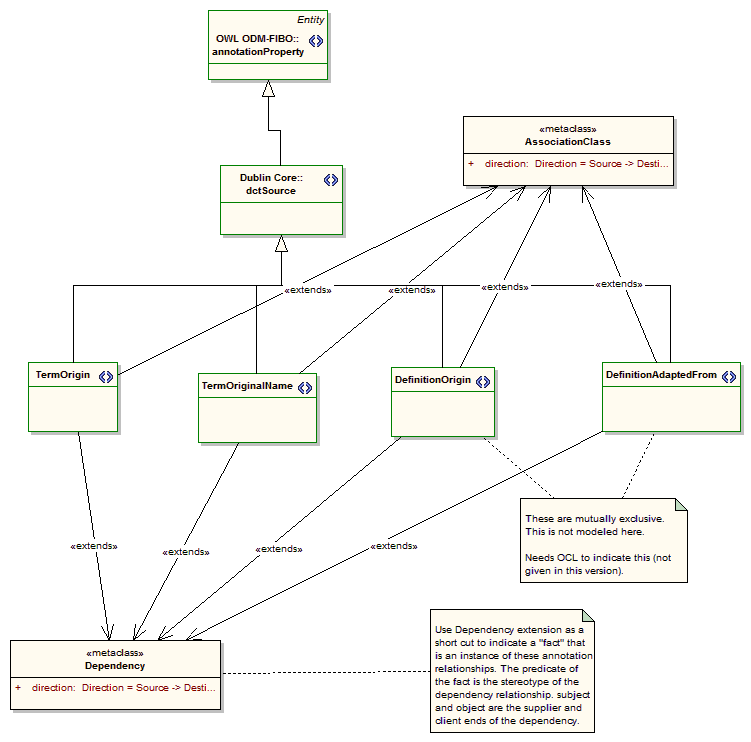 Entity
OWL ODM-FIBO::
annotationProperty
«metaclass»
AssociationClass
+ direction: Direction = Source -> Desti...
Dublin Core::
dctSource
«extends»
«extends»
«extends»
«extends»
TermOrigin
TermOriginalName
DefinitionOrigin
DefinitionAdaptedFrom
These are mutually exclusive.
This is not modeled here.
Needs OCL to indicate this (not
given in this version).
«extends»
«extends»
«extends»
«extends»
«metaclass»
Dependency
+ direction: Direction = Source -> Desti...
Use Dependency extension as a
short cut to indicate a "fact" that
is an instance of these annotation
relationships. The predicate of
the fact is the stereotype of the
dependency relationship. subject
and object are the supplier and
client ends of the dependency.